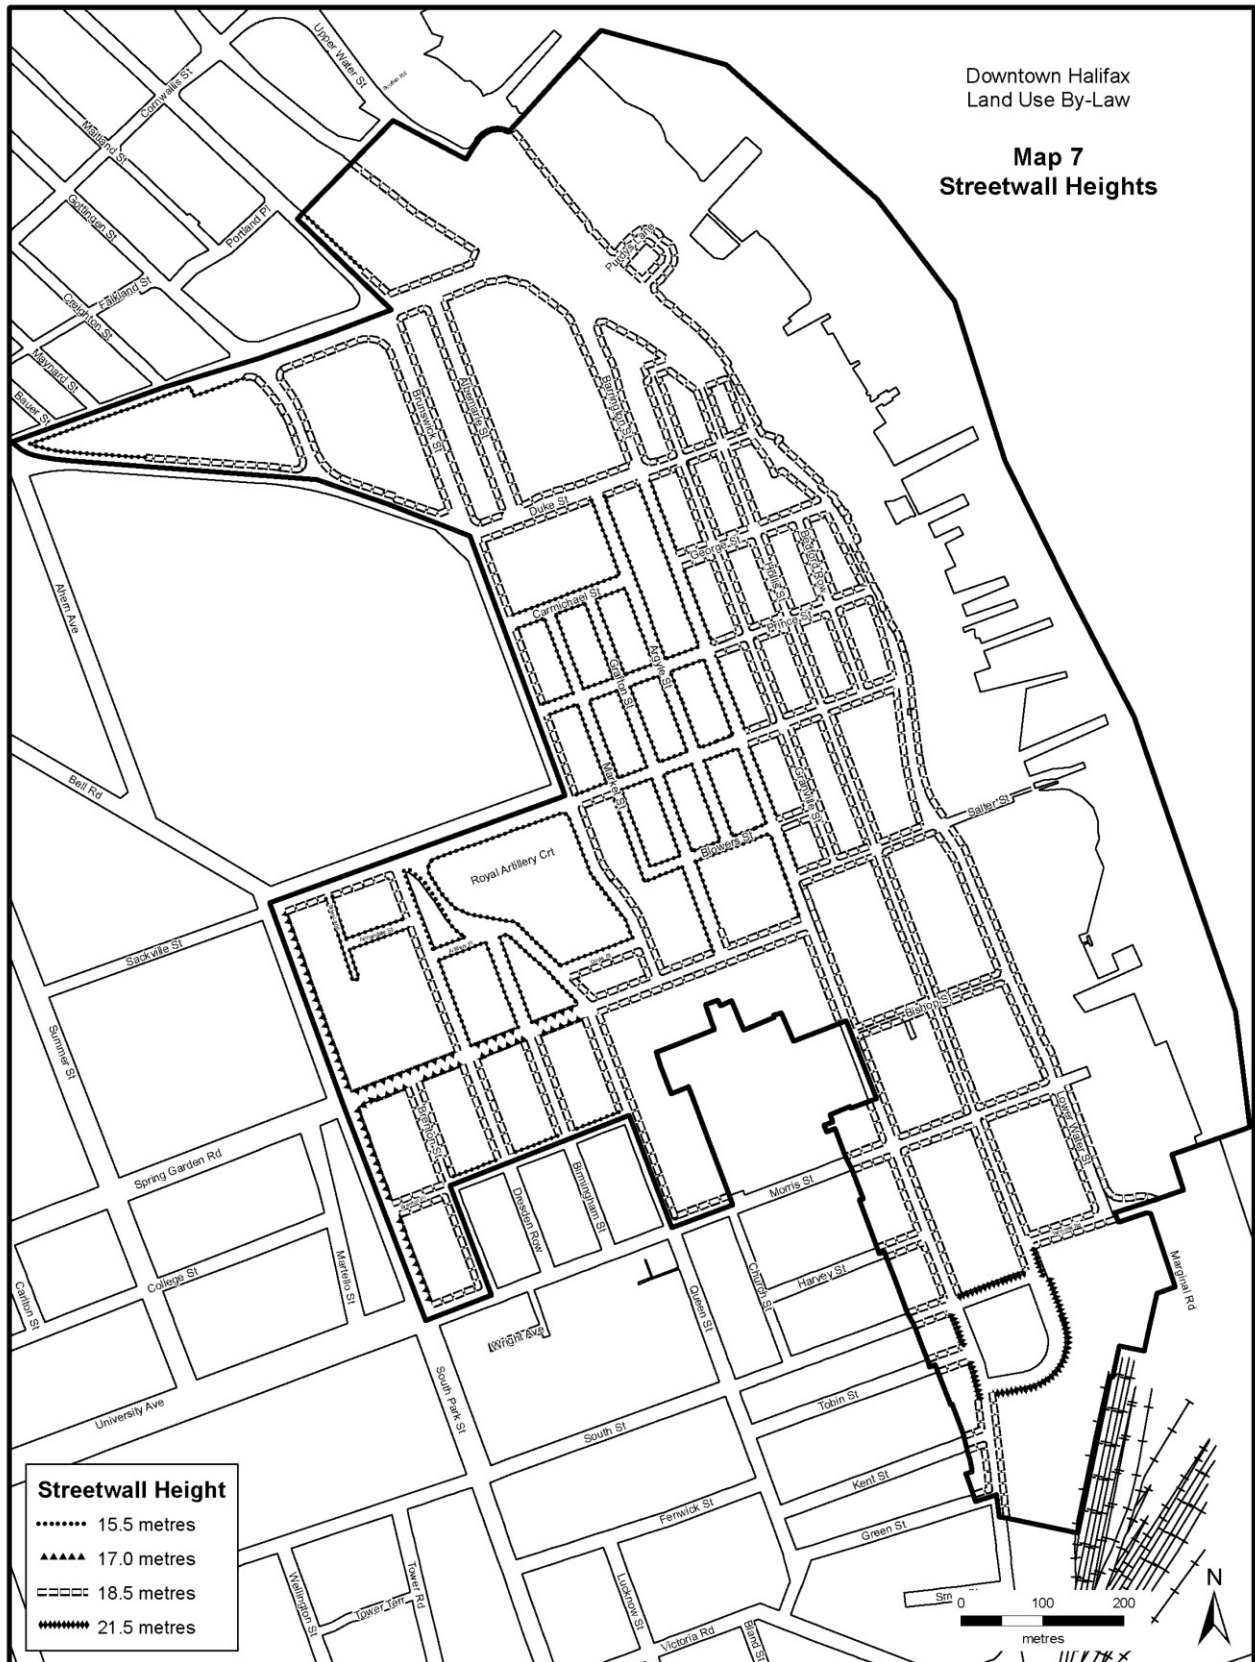 Downtown Halifax
Land Use By-Law
Map 7
Streetwall Heights
Upper Water St
Cornwallis St
Maitland St
Gottingen St
Portland Pl
Falkland St
Creighton St
Maynard St
Bauer St
Purdys Lane
Barrington St
Albemarle St
Brunswick St
Duke St
George St
Bedford Row
Hollis St
Prince St
Carmichael St
Argyle St
Grafton St
Ahern Ave
Bell Rd
Market St
Granville St
Salter St
Blowers St
Royal Artillery Crt
Sackville St
Summer St
Bishop St
Brenton St
Lower Water St
Spring Garden Rd
Morris St
Birmingham St
Dresden Row
Martello St
College St
Carlton St
Church St
Harvey St
Queen St
Marginal Rd
Wright Ave
South Park St
University Ave
Tobin St
South St
Kent St
Fenwick St
Green St
Wellington St
Tower Terr
Tower Rd
Lucknow St
Victoria Rd
Bland St
Streetwall Height
15.5 metres
17.0 metres
18.5 metres
21.5 metres
N
0 100 200
metres